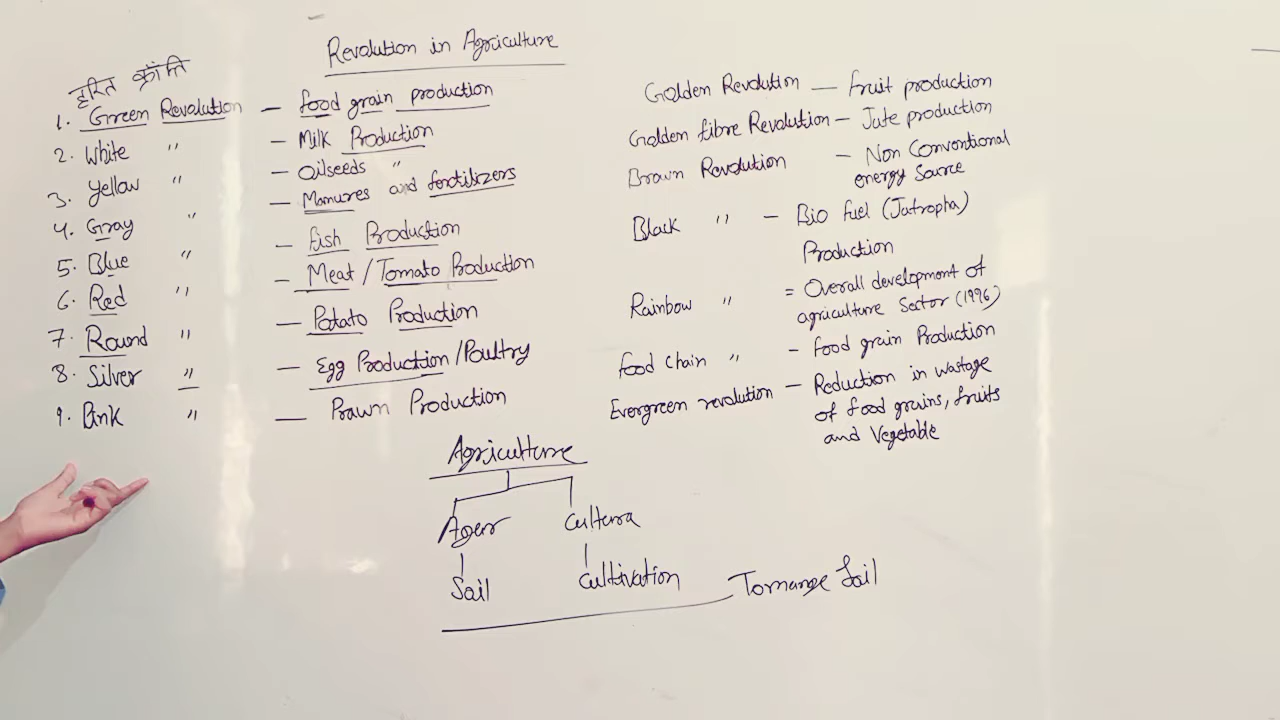 Revolution in Agriculture
हरित क्रांति
1. Green Revolution — food grain production
2. White " — Milk Production
3. Yellow " — Oilseeds "
4. Gray " — Manures and fertilizers
5. Blue " — Fish Production
6. Red " — Meat / Tomato Production
7. Round " — Potato Production
8. Silver " — Egg Production / Poultry
9. Pink " — Prawn Production
Golden Revolution — fruit production
Golden fibre Revolution — Jute production
Brown Revolution — Non Conventional
energy Source
Black " — Bio fuel (Jatropha)
Production
Rainbow " = Overall development of
agriculture Sector (1996)
food chain " — food grain Production
Evergreen revolution — Reduction in wastage
of food grains, fruits
and Vegetable
Agriculture
Ager Cultura
Soil Cultivation
Soil